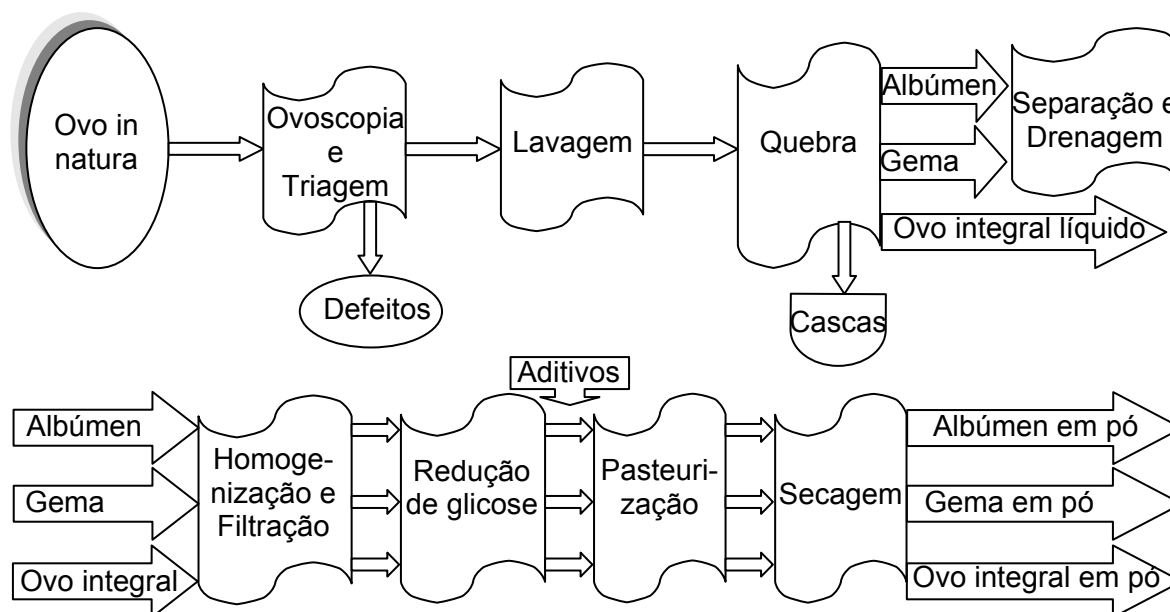 Ovo in
natura
Ovoscopia
e
Triagem
Defeitos
Lavagem
Quebra
Cascas
Albúmen
Gema
Ovo integral líquido
Separação e
Drenagem
Albúmen
Gema
Ovo integral
Homoge-
nização e
Filtração
Redução
de glicose
Aditivos
Pasteuri-
zação
Secagem
Albúmen em pó
Gema em pó
Ovo integral em pó